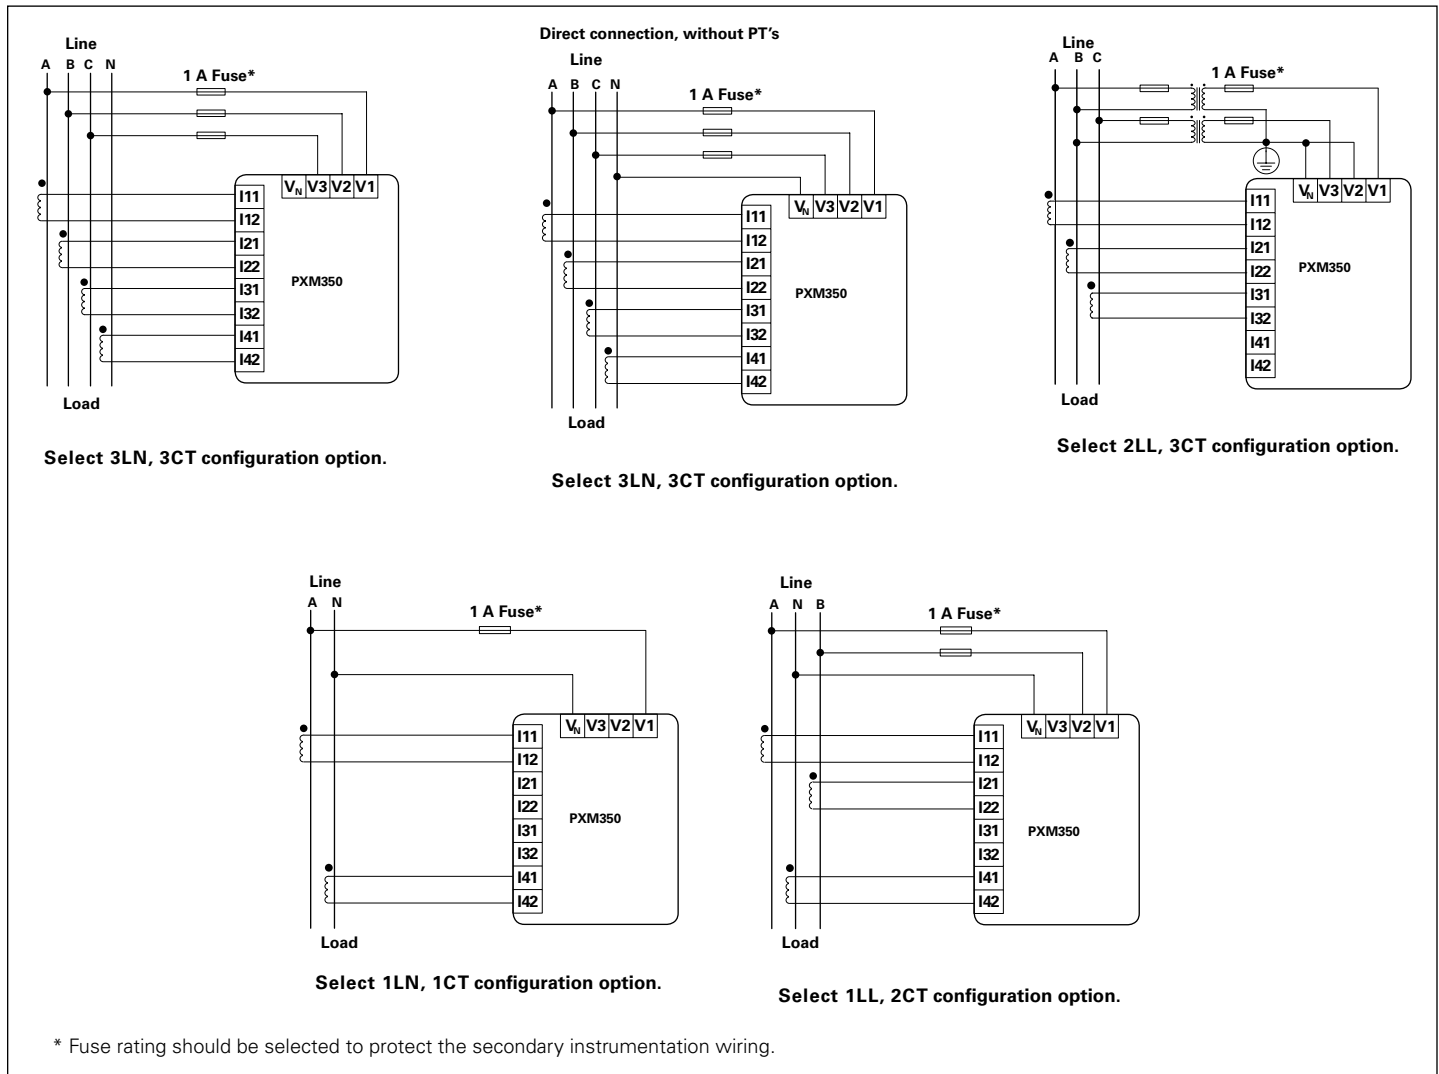 Line
A B C N
1 A Fuse*
VN V3 V2 V1
I11
I12
I21
I22
I31
I32
I41
I42
PXM350
Load
Select 3LN, 3CT configuration option.
Direct connection, without PT's
Line
A B C N
1 A Fuse*
VN V3 V2 V1
I11
I12
I21
I22
I31
I32
I41
I42
PXM350
Load
Select 3LN, 3CT configuration option.
Line
A B C
1 A Fuse*
VN V3 V2 V1
I11
I12
I21
I22
I31
I32
I41
I42
PXM350
Load
Select 2LL, 3CT configuration option.
Line
A N
1 A Fuse*
VN V3 V2 V1
I11
I12
I21
I22
I31
I32
I41
I42
PXM350
Load
Select 1LN, 1CT configuration option.
Line
A N B
1 A Fuse*
VN V3 V2 V1
I11
I12
I21
I22
I31
I32
I41
I42
PXM350
Load
Select 1LL, 2CT configuration option.
* Fuse rating should be selected to protect the secondary instrumentation wiring.